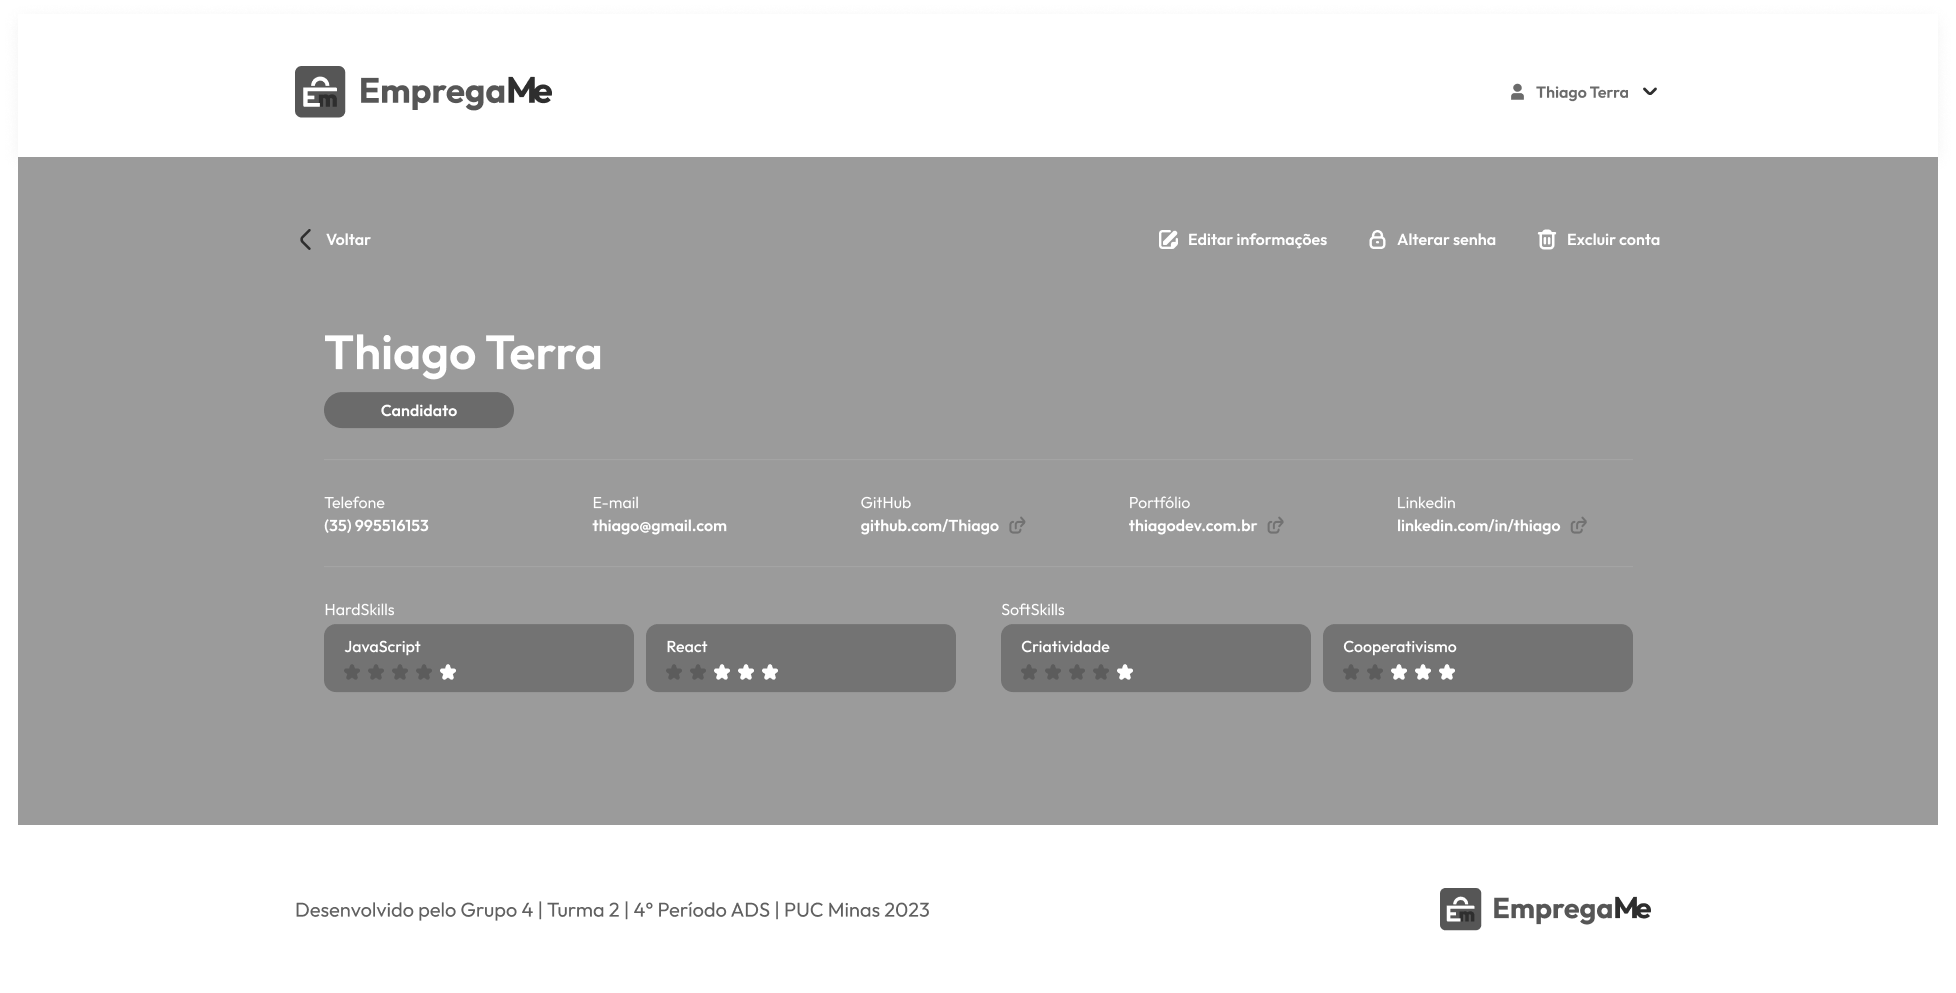 Em EmpregaMe
Thiago Terra
Voltar
Editar informações
Alterar senha
Excluir conta
Thiago Terra
Candidato
Telefone
(35) 995516153
E-mail
thiago@gmail.com
GitHub
github.com/Thiago
Portfólio
thiagodev.com.br
Linkedin
linkedin.com/in/thiago
HardSkills
JavaScript
React
SoftSkills
Criatividade
Cooperativismo
Desenvolvido pelo Grupo 4 | Turma 2 | 4° Período ADS | PUC Minas 2023
Em EmpregaMe